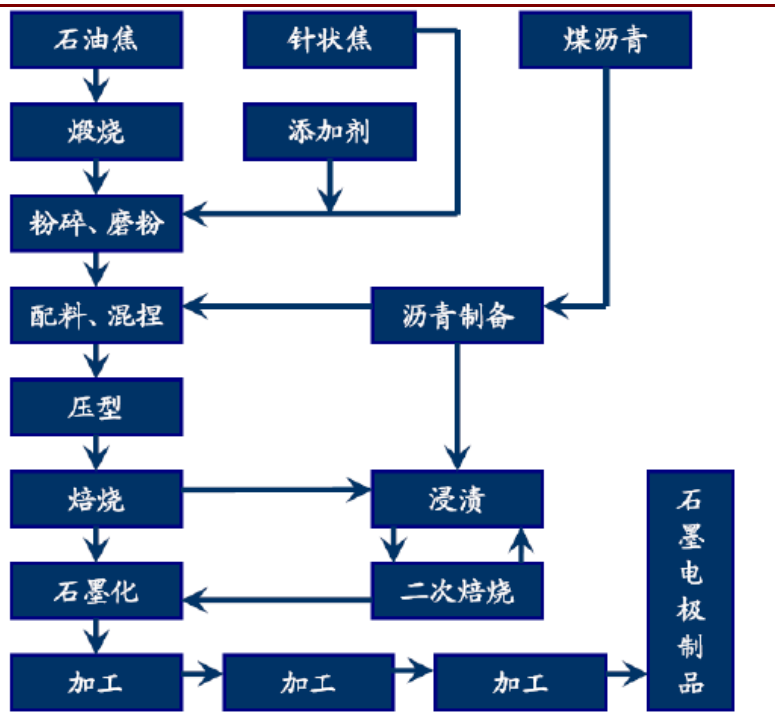 石油焦
针状焦
煤沥青
煅烧
添加剂
粉碎、磨粉
配料、混捏
沥青制备
压型
焙烧
浸渍
石墨化
二次焙烧
加工
加工
加工
石墨电极制品